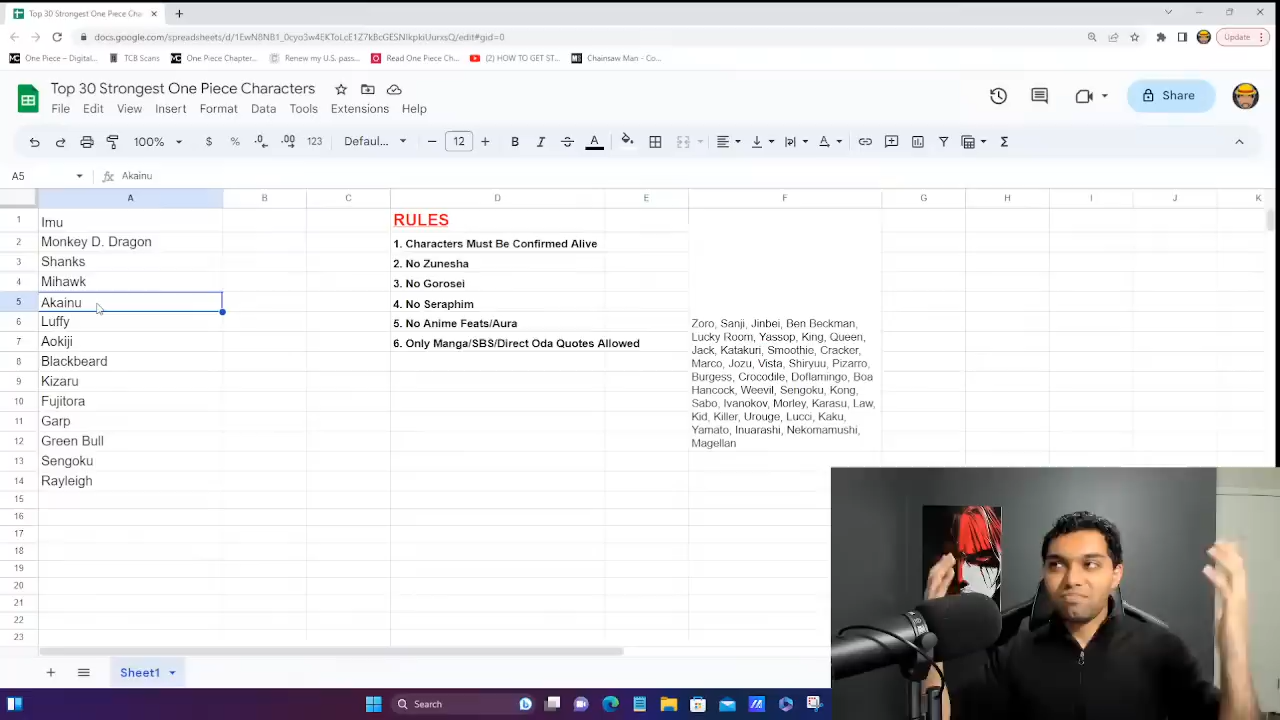 Top 30 Strongest One Piece Cha
docs.google.com/spreadsheets/d/
Update
One Piece – Digital...
TCB Scans
One Piece Chapter...
Renew my U.S. pass...
Read One Piece Ch...
(2) HOW TO GET ST...
Chainsaw Man - Co...
Top 30 Strongest One Piece Characters
File Edit View Insert Format Data Tools Extensions Help
Share
100% $ % .0 .00 123 Defaul... 12 B I A
A5 fx Akainu
A B C D E F G H I J K
1 Imu RULES
2 Monkey D. Dragon 1. Characters Must Be Confirmed Alive
3 Shanks 2. No Zunesha
4 Mihawk 3. No Gorosei
5 Akainu 4. No Seraphim
6 Luffy 5. No Anime Feats/Aura
7 Aokiji 6. Only Manga/SBS/Direct Oda Quotes Allowed
8 Blackbeard
9 Kizaru
10 Fujitora
11 Garp
12 Green Bull
13 Sengoku
14 Rayleigh
15
16
17
18
19
20
21
22
23
Zoro, Sanji, Jinbei, Ben Beckman,
Lucky Room, Yassop, King, Queen,
Jack, Katakuri, Smoothie, Cracker,
Marco, Jozu, Vista, Shiryuu, Pizarro,
Burgess, Crocodile, Doflamingo, Boa
Hancock, Weevil, Sengoku, Kong,
Sabo, Ivanokov, Morley, Karasu, Law,
Kid, Killer, Urouge, Lucci, Kaku,
Yamato, Inuarashi, Nekomamushi,
Magellan
Sheet1
Search